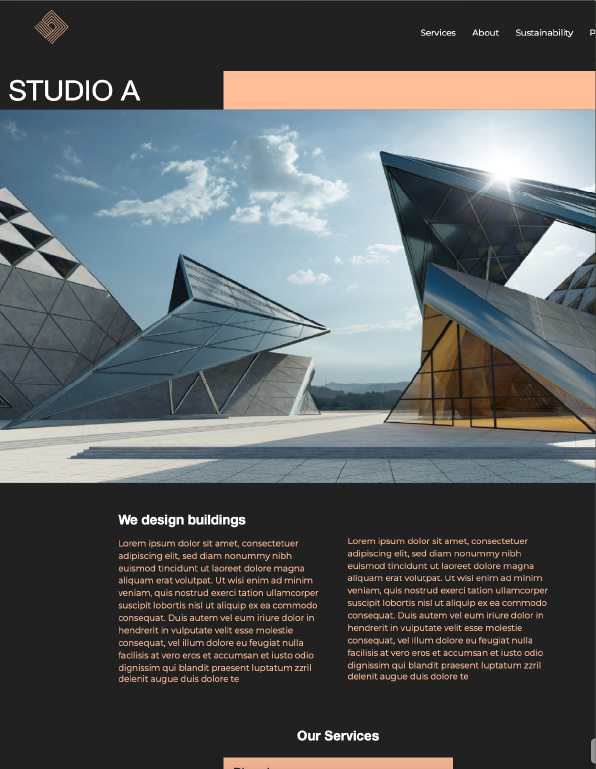 Services About Sustainability P
STUDIO A
We design buildings
Lorem ipsum dolor sit amet, consectetuer
adipiscing elit, sed diam nonummy nibh
euismod tincidunt ut laoreet dolore magna
aliquam erat volutpat. Ut wisi enim ad minim
veniam, quis nostrud exerci tation ullamcorper
suscipit lobortis nisl ut aliquip ex ea commodo
consequat. Duis autem vel eum iriure dolor in
hendrerit in vulputate velit esse molestie
consequat, vel illum dolore eu feugiat nulla
facilisis at vero eros et accumsan et iusto odio
dignissim qui blandit praesent luptatum zzril
delenit augue duis dolore te
Lorem ipsum dolor sit amet, consectetuer
adipiscing elit, sed diam nonummy nibh
euismod tincidunt ut laoreet dolore magna
aliquam erat volutpat. Ut wisi enim ad minim
veniam, quis nostrud exerci tation ullamcorper
suscipit lobortis nisl ut aliquip ex ea commodo
consequat. Duis autem vel eum iriure dolor in
hendrerit in vulputate velit esse molestie
consequat, vel illum dolore eu feugiat nulla
facilisis at vero eros et accumsan et iusto odio
dignissim qui blandit praesent luptatum zzril
delenit augue duis dolore te
Our Services